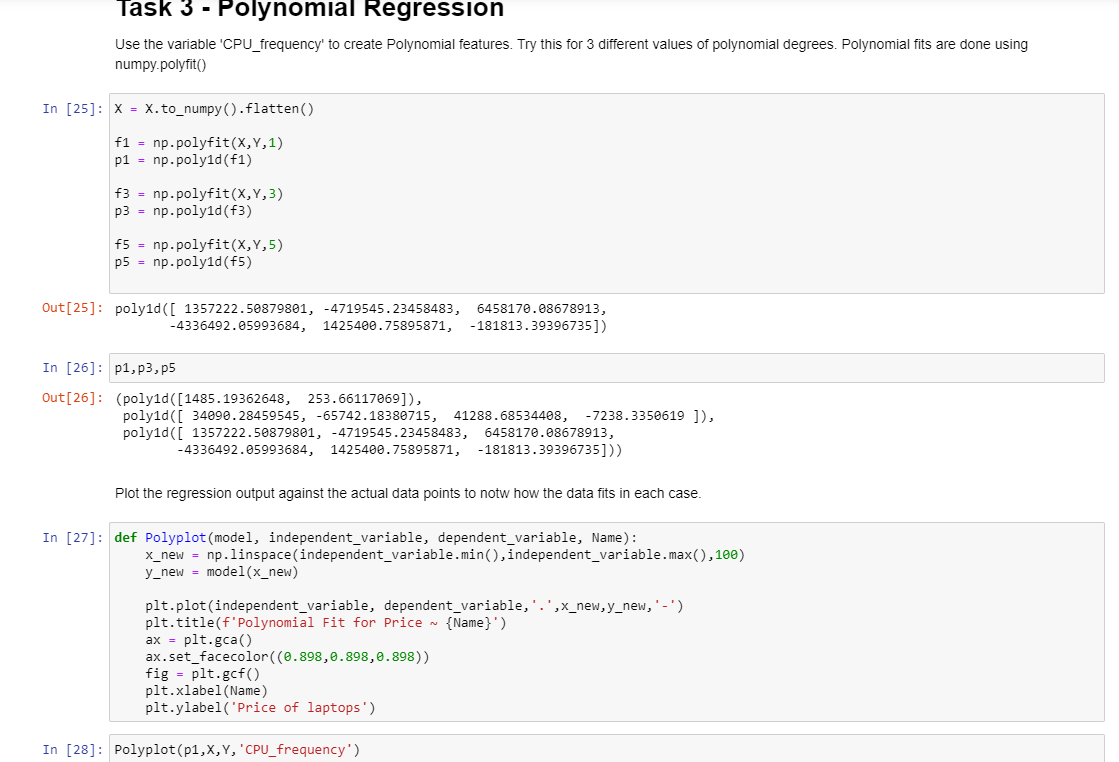 Task 3 - Polynomial Regression
Use the variable 'CPU_frequency' to create Polynomial features. Try this for 3 different values of polynomial degrees. Polynomial fits are done using
numpy.polyfit()
In [25]: X = X.to_numpy().flatten()
f1 = np.polyfit(X,Y,1)
p1 = np.poly1d(f1)
f3 = np.polyfit(X,Y,3)
p3 = np.poly1d(f3)
f5 = np.polyfit(X,Y,5)
p5 = np.poly1d(f5)
Out[25]: poly1d([ 1357222.50879801, -4719545.23458483,  6458170.08678913,
       -4336492.05993684,  1425400.75895871,  -181813.39396735])
In [26]: p1,p3,p5
Out[26]: (poly1d([1485.19362648,  253.66117069]),
 poly1d([ 34090.28459545, -65742.18380715,  41288.68534408,  -7238.3350619 ]),
 poly1d([ 1357222.50879801, -4719545.23458483,  6458170.08678913,
        -4336492.05993684,  1425400.75895871,  -181813.39396735]))
Plot the regression output against the actual data points to notw how the data fits in each case.
In [27]: def Polyplot(model, independent_variable, dependent_variable, Name):
    x_new = np.linspace(independent_variable.min(),independent_variable.max(),100)
    y_new = model(x_new)
    plt.plot(independent_variable, dependent_variable,'.',x_new,y_new,'-')
    plt.title(f'Polynomial Fit for Price ~ {Name}')
    ax = plt.gca()
    ax.set_facecolor((0.898,0.898,0.898))
    fig = plt.gcf()
    plt.xlabel(Name)
    plt.ylabel('Price of laptops')
In [28]: Polyplot(p1,X,Y,'CPU_frequency')